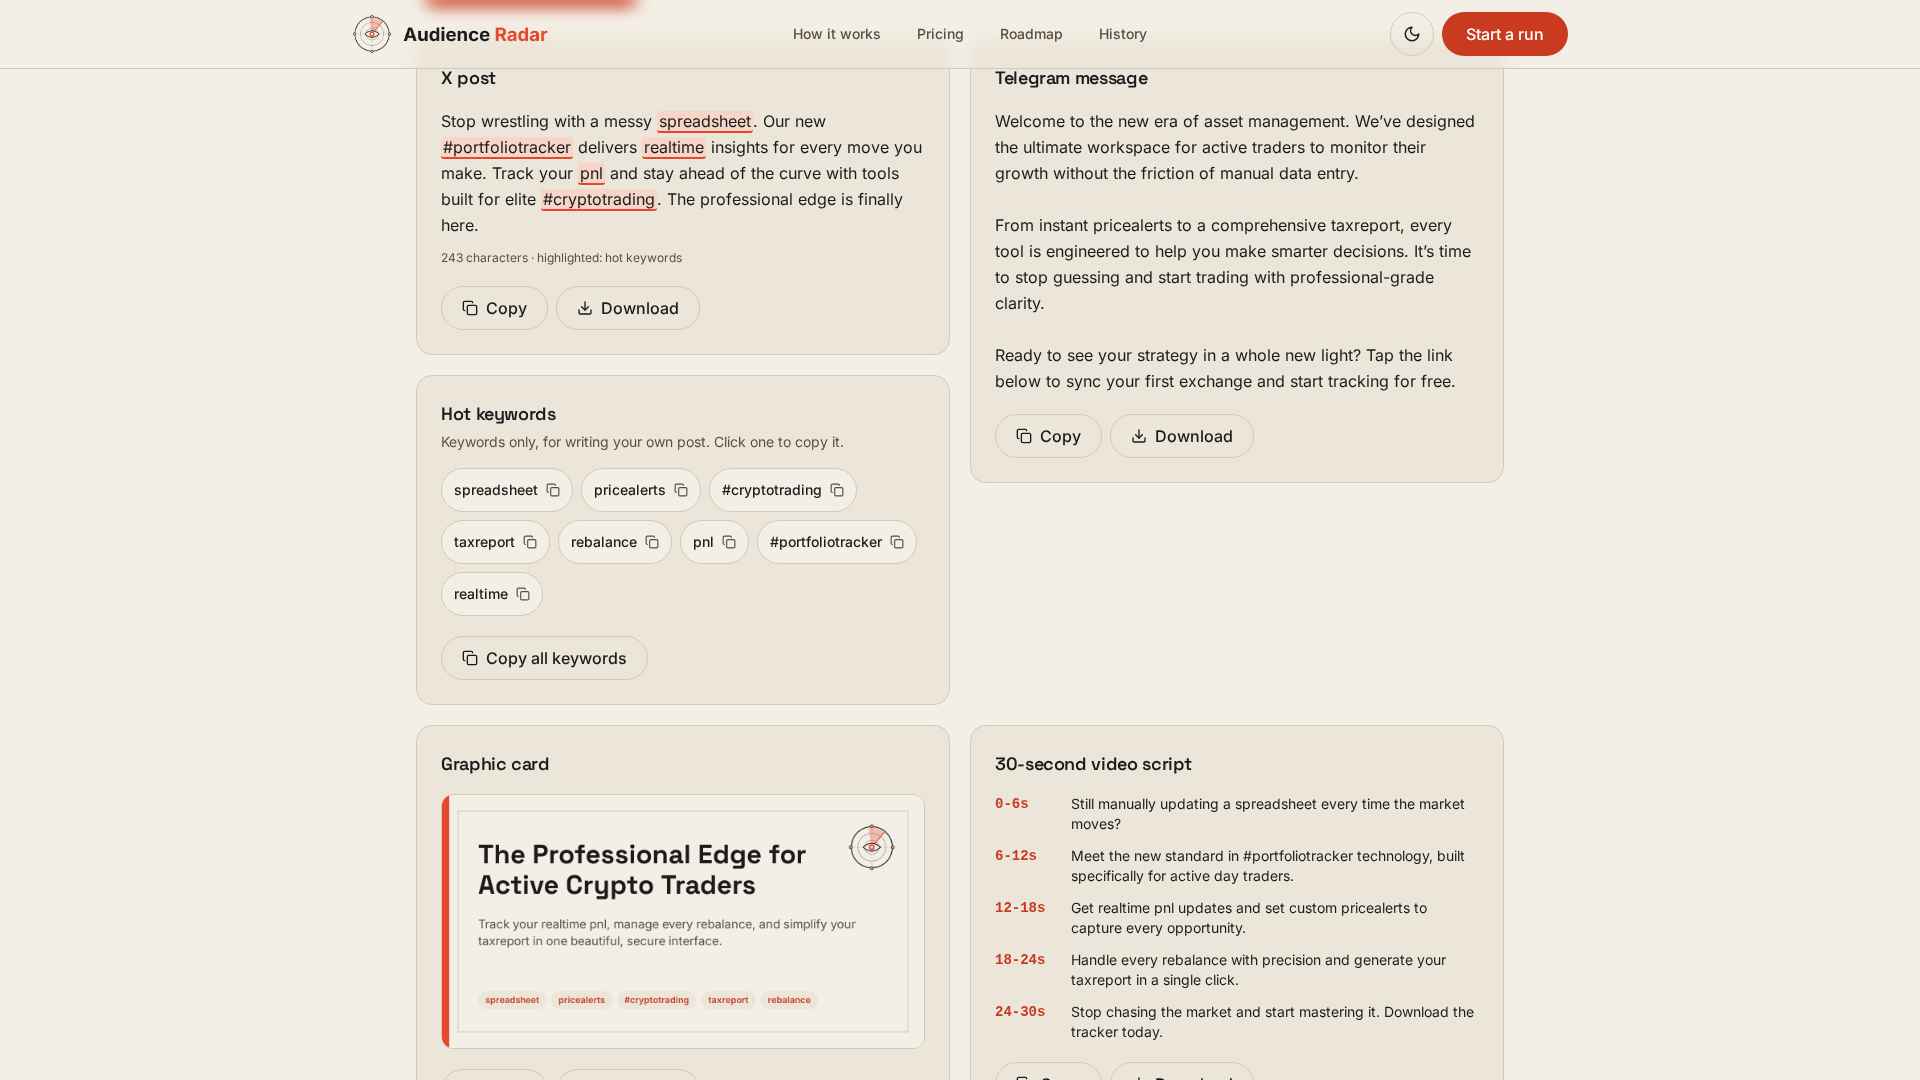 Audience Radar
How it works
Pricing
Roadmap
History
Start a run
X post
Stop wrestling with a messy spreadsheet. Our new
#portfoliotracker delivers realtime insights for every move you
make. Track your pnl and stay ahead of the curve with tools
built for elite #cryptotrading. The professional edge is finally
here.
243 characters · highlighted: hot keywords
Copy
Download
Telegram message
Welcome to the new era of asset management. We’ve designed
the ultimate workspace for active traders to monitor their
growth without the friction of manual data entry.
From instant pricealerts to a comprehensive taxreport, every
tool is engineered to help you make smarter decisions. It’s time
to stop guessing and start trading with professional-grade
clarity.
Ready to see your strategy in a whole new light? Tap the link
below to sync your first exchange and start tracking for free.
Copy
Download
Hot keywords
Keywords only, for writing your own post. Click one to copy it.
spreadsheet
pricealerts
#cryptotrading
taxreport
rebalance
pnl
#portfoliotracker
realtime
Copy all keywords
Graphic card
The Professional Edge for
Active Crypto Traders
Track your realtime pnl, manage every rebalance, and simplify your
taxreport in one beautiful, secure interface.
spreadsheet
pricealerts
#cryptotrading
taxreport
rebalance
30-second video script
0-6s Still manually updating a spreadsheet every time the market
moves?
6-12s Meet the new standard in #portfoliotracker technology, built
specifically for active day traders.
12-18s Get realtime pnl updates and set custom pricealerts to
capture every opportunity.
18-24s Handle every rebalance with precision and generate your
taxreport in a single click.
24-30s Stop chasing the market and start mastering it. Download the
tracker today.